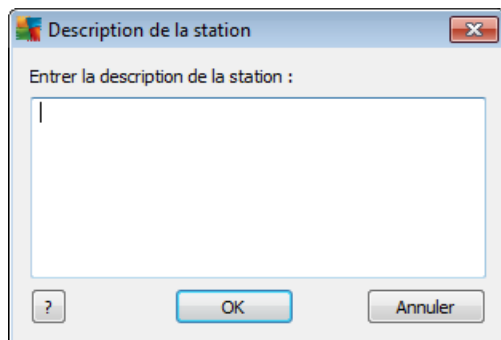 Description de la station
Entrer la description de la station :
?
OK
Annuler